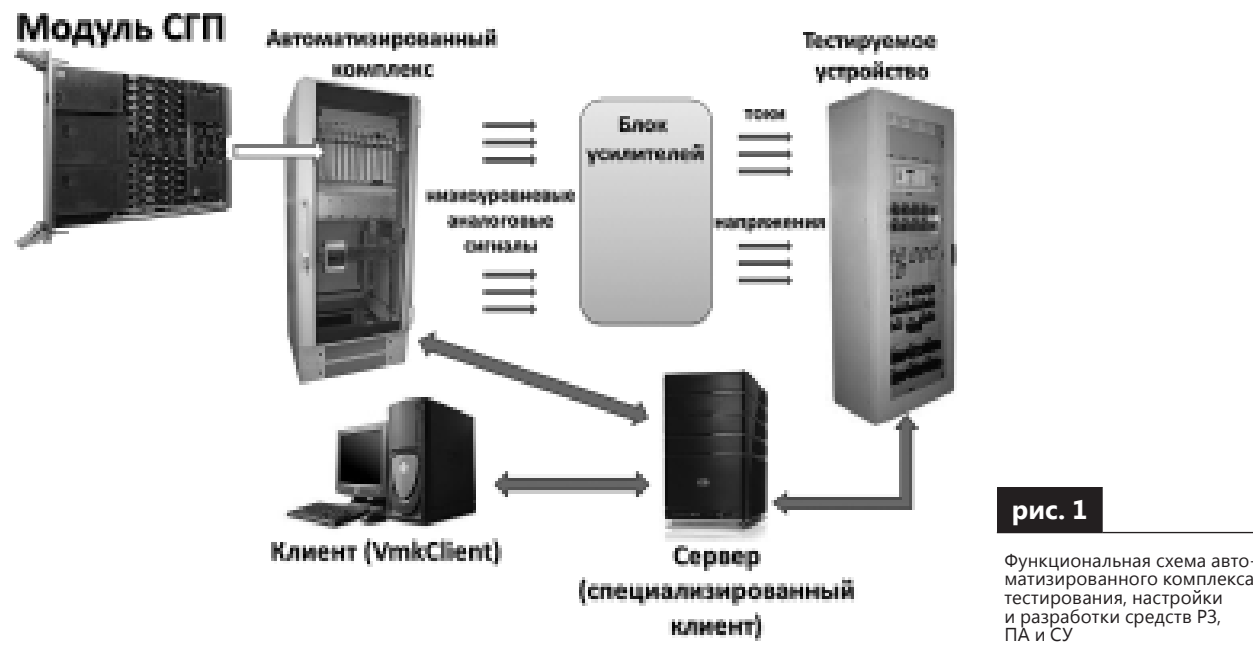 Модуль СГП
Автоматизированный
комплекс
Тестируемое
устройство
Блок
усилителей
токи
низкоуровневые
аналоговые
сигналы
напряжения
Клиент (VmkClient)
Сервер
(специализированный
клиент)
рис. 1
Функциональная схема авто-
матизированного комплекса
тестирования, настройки
и разработки средств РЗ,
ПА и СУ